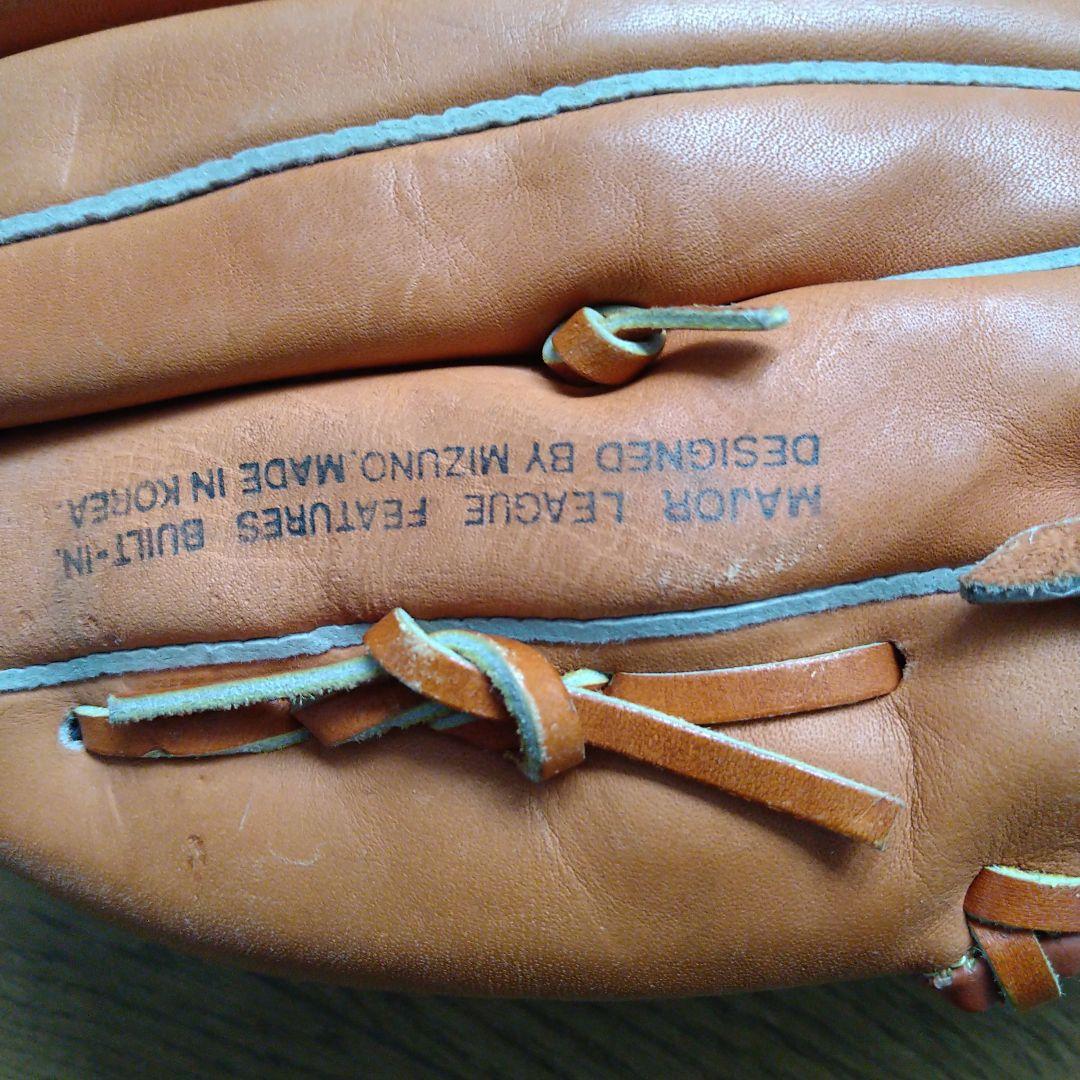 MAJOR LEAGUE FEATURES BUILT-IN.
DESIGNED BY MIZUNO. MADE IN KOREA.